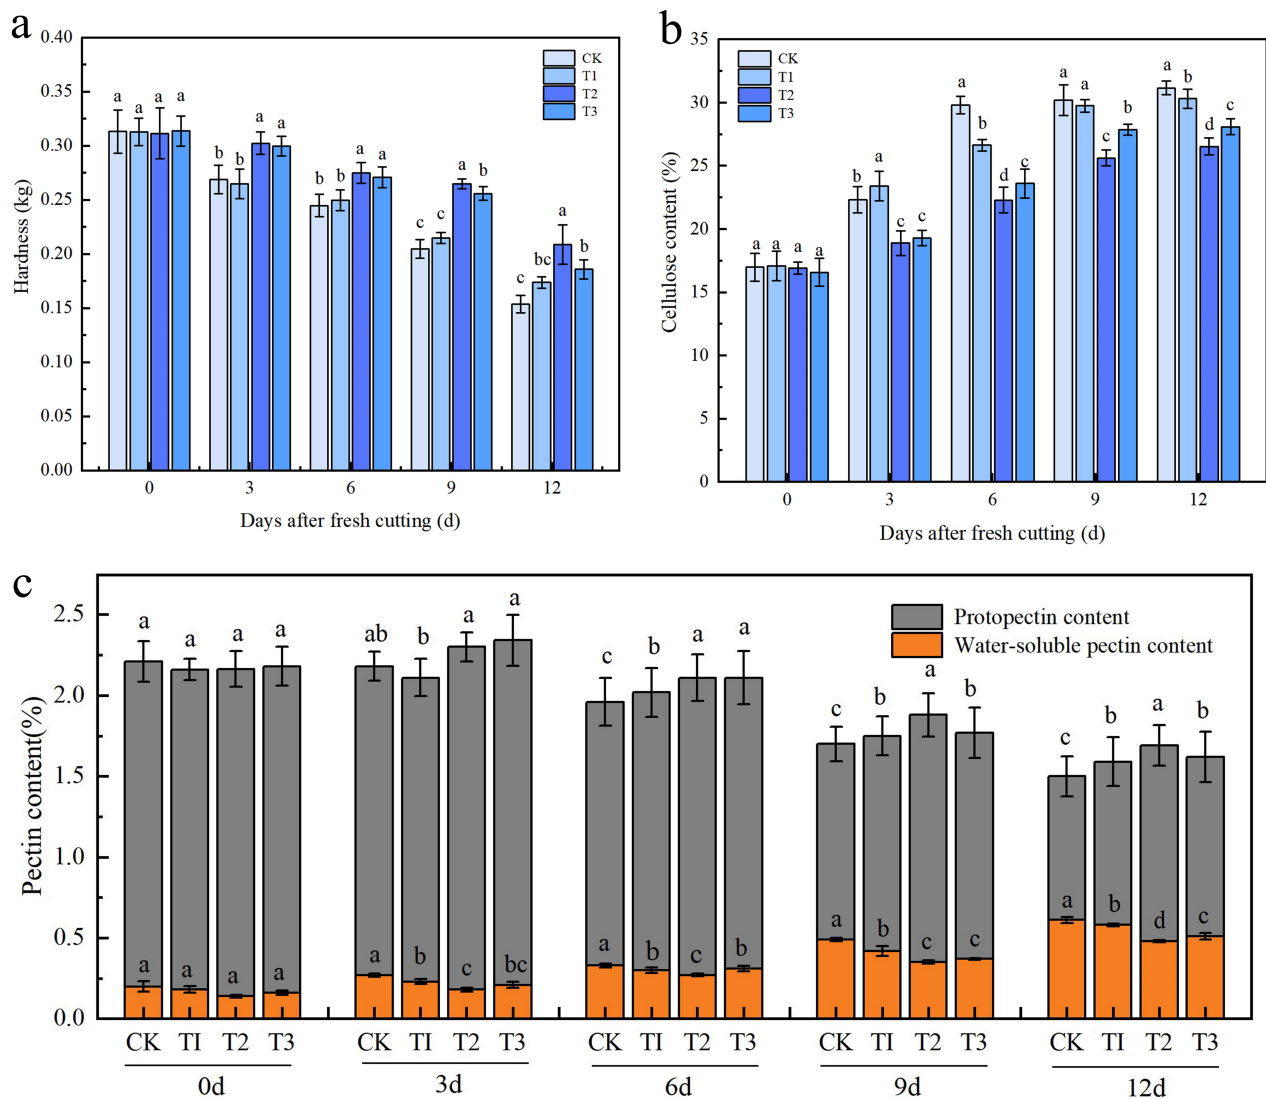 a
0.40
0.35
0.30
0.25
0.20
0.15
0.10
0.05
0.00
Hardness (kg)
CK
T1
T2
T3
a a a a
b b a a
b b a a
c c a b
c bc a b
0 3 6 9 12
Days after fresh cutting (d)
b
35
30
25
20
15
10
5
0
Cellulose content (%)
CK
T1
T2
T3
a a a a
b a c c
a b d c
a a c b
a b d c
0 3 6 9 12
Days after fresh cutting (d)
c
2.5
2.0
1.5
1.0
0.5
0.0
Pectin content(%)
Protopectin content
Water-soluble pectin content
a a a a
ab b a a
c b a a
c b a b
c b a b
a a a a
a b c bc
a b c b
a b c c
a b d c
CK TI T2 T3 CK TI T2 T3 CK TI T2 T3 CK TI T2 T3 CK TI T2 T3
0d 3d 6d 9d 12d